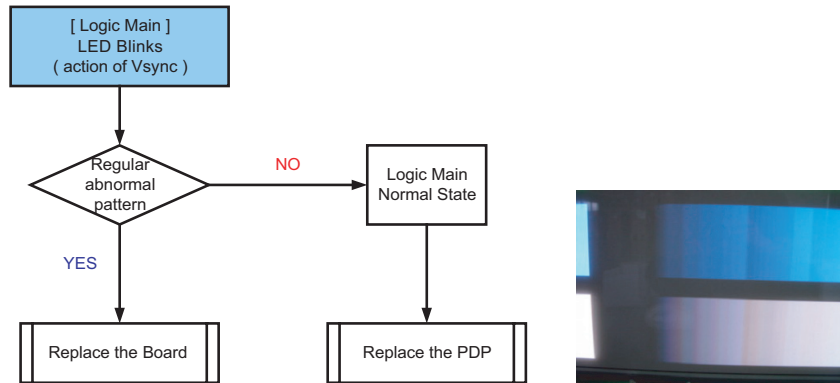 [ Logic Main ]
LED Blinks
( action of Vsync )
Regular
abnormal
pattern
NO
Logic Main
Normal State
YES
Replace the Board
Replace the PDP